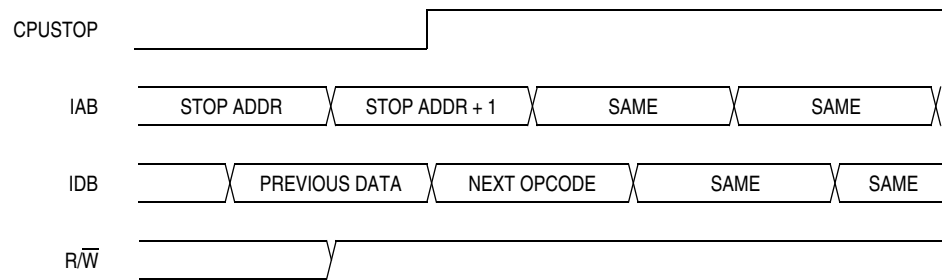 CPUSTOP
IAB STOP ADDR STOP ADDR + 1 SAME SAME
IDB PREVIOUS DATA NEXT OPCODE SAME SAME
R/W̅